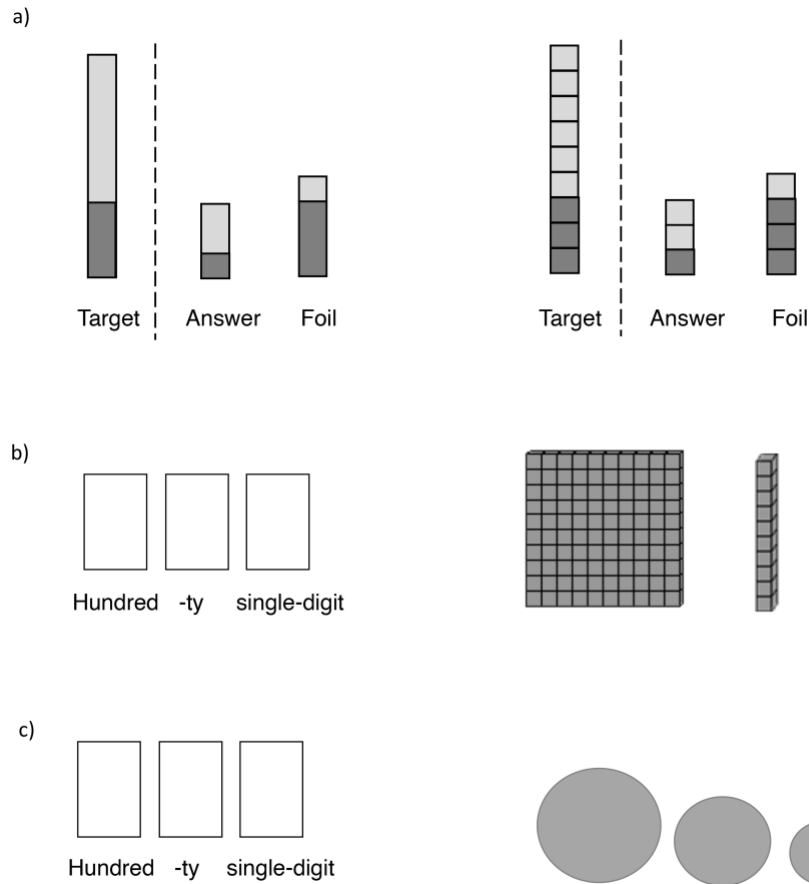 a)
Target Answer Foil Target Answer Foil
b)
Hundred -ty single-digit
c)
Hundred -ty single-digit